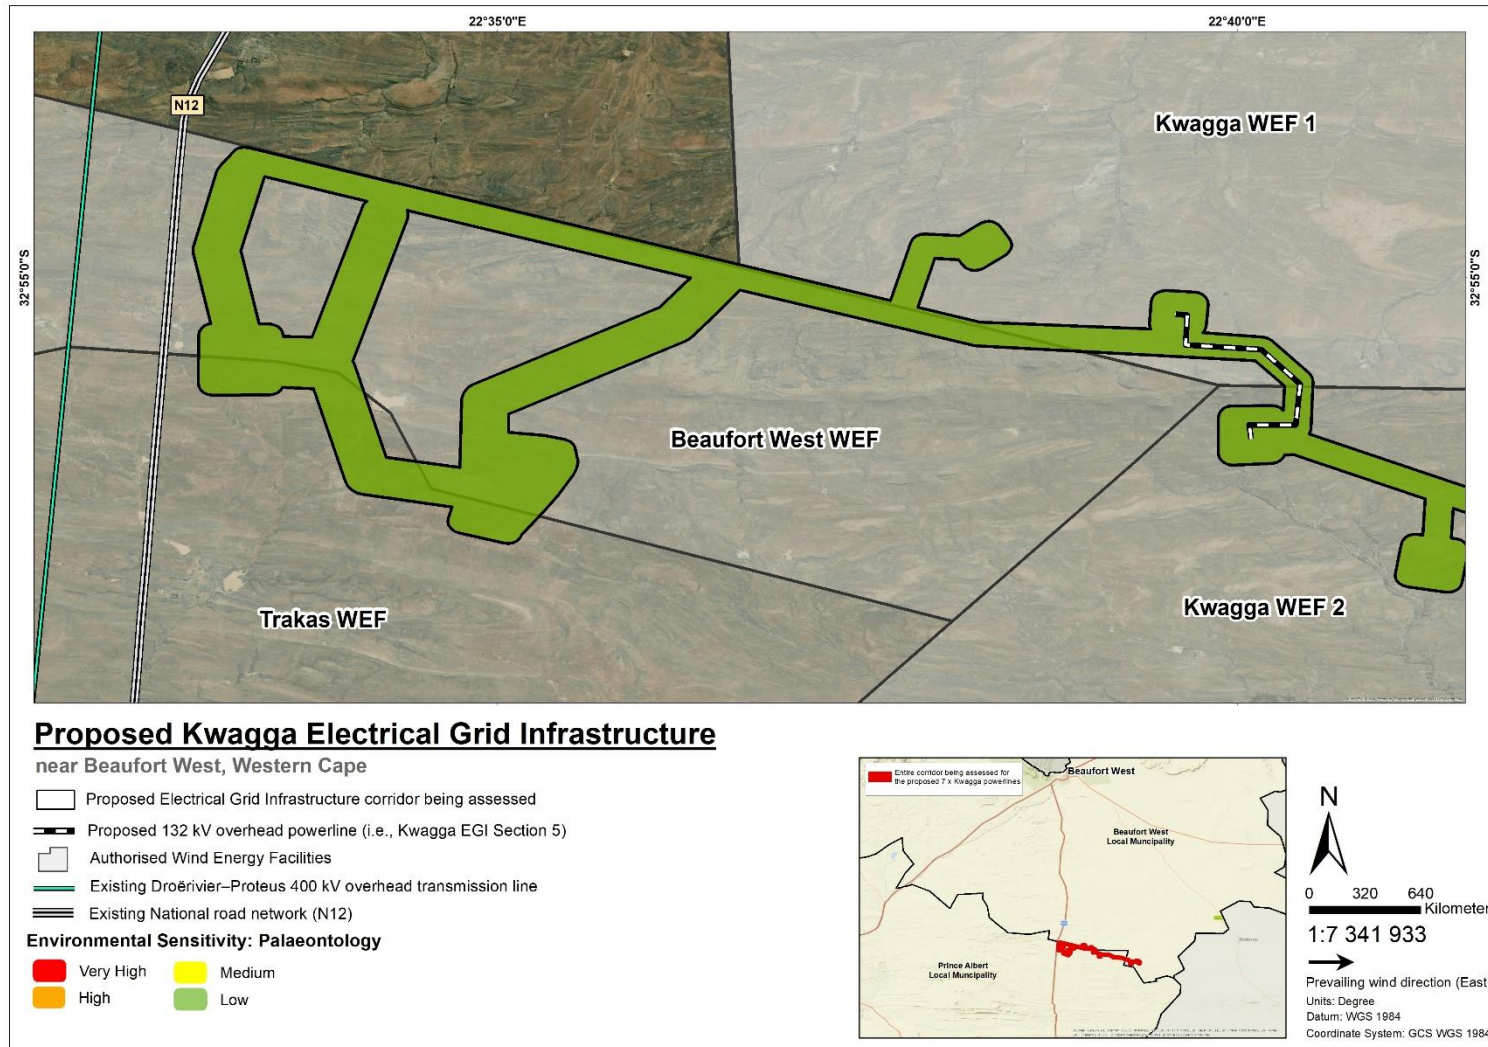 22°35'0"E
22°40'0"E
32°55'0"S
32°55'0"S
N12
Kwagga WEF 1
Beaufort West WEF
Trakas WEF
Kwagga WEF 2
Proposed Kwagga Electrical Grid Infrastructure
near Beaufort West, Western Cape
Proposed Electrical Grid Infrastructure corridor being assessed
Proposed 132 kV overhead powerline (i.e., Kwagga EGI Section 5)
Authorised Wind Energy Facilities
Existing Droërivier–Proteus 400 kV overhead transmission line
Existing National road network (N12)
Environmental Sensitivity: Palaeontology
Very High
Medium
High
Low
Entire corridor being assessed for
the proposed 7 x Kwagga powerlines
Beaufort West
Beaufort West
Local Muncipality
Prince Albert
Local Muncipality
N
0 320 640
Kilometer
1:7 341 933
Prevailing wind direction (East
Units: Degree
Datum: WGS 1984
Coordinate System: GCS WGS 1984